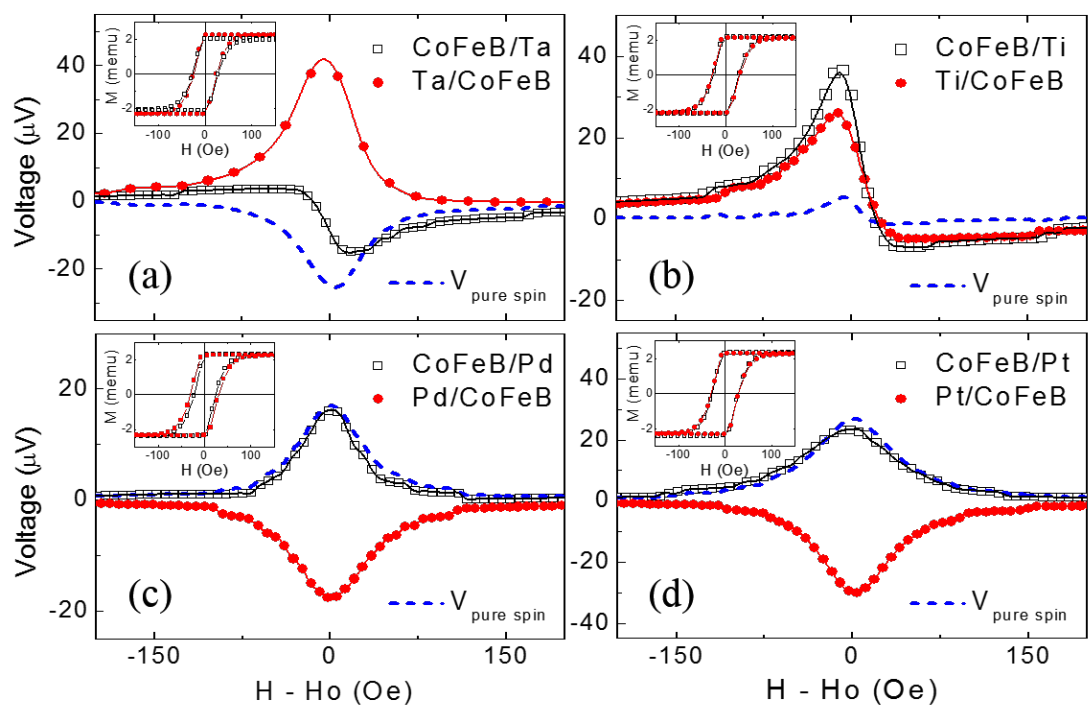 40
20
0
-20
Voltage (μV)
M (memu)
2
0
-2
-100
0
100
H (Oe)
CoFeB/Ta
Ta/CoFeB
(a)
V pure spin
40
20
0
-20
M (memu)
2
0
-2
-100
0
100
H (Oe)
CoFeB/Ti
Ti/CoFeB
(b)
V pure spin
20
0
-20
Voltage (μV)
M (memu)
2
0
-2
-100
0
100
H (Oe)
CoFeB/Pd
Pd/CoFeB
(c)
V pure spin
-150
0
150
H - Ho (Oe)
40
20
0
-20
-40
M (memu)
2
0
-2
-100
0
100
H (Oe)
CoFeB/Pt
Pt/CoFeB
(d)
V pure spin
-150
0
150
H - Ho (Oe)